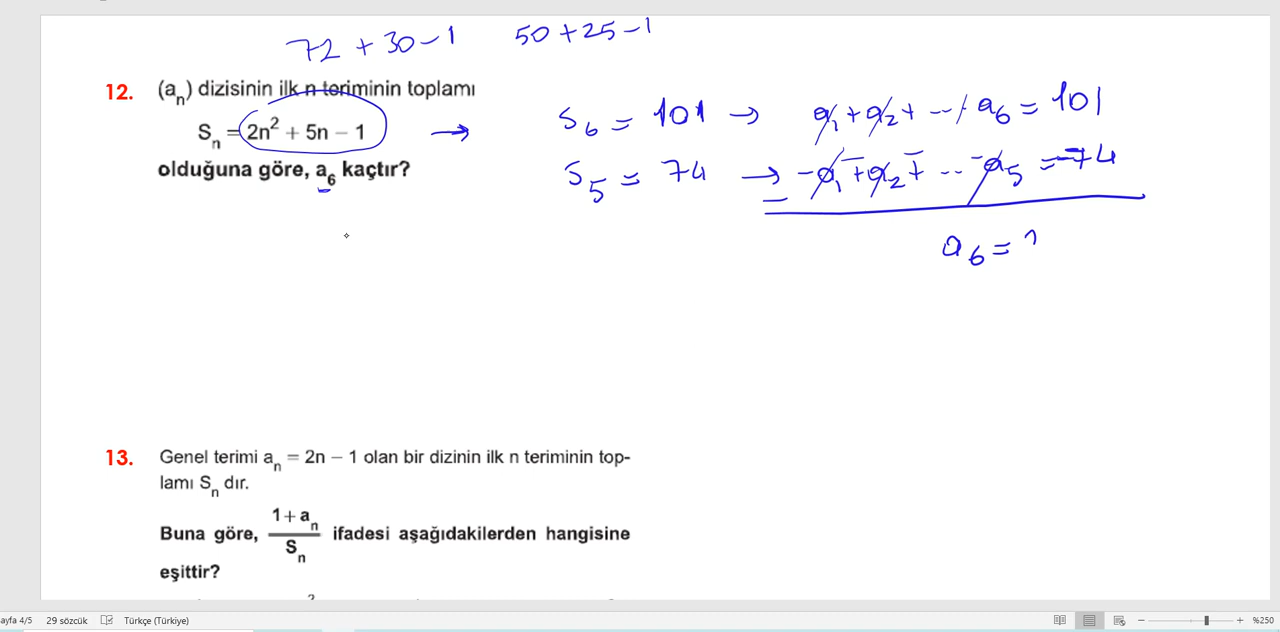 72 + 30 - 1 50 + 25 - 1
12. (aₙ) dizisinin ilk n teriminin toplamı
Sₙ = 2n² + 5n – 1 →
olduğuna göre, a₆ kaçtır?
S₆ = 101 → a₁ + a₂ + ... + a₆ = 101
S₅ = 74 → - a₁ - + a₂ - + ... - a₅ = - 74
a₆ =
13. Genel terimi aₙ = 2n – 1 olan bir dizinin ilk n teriminin top-
lamı Sₙ dır.
Buna göre, (1 + aₙ) / Sₙ ifadesi aşağıdakilerden hangisine
eşittir?
ayfa 4/5 29 sözcük Türkçe (Türkiye) − + %250